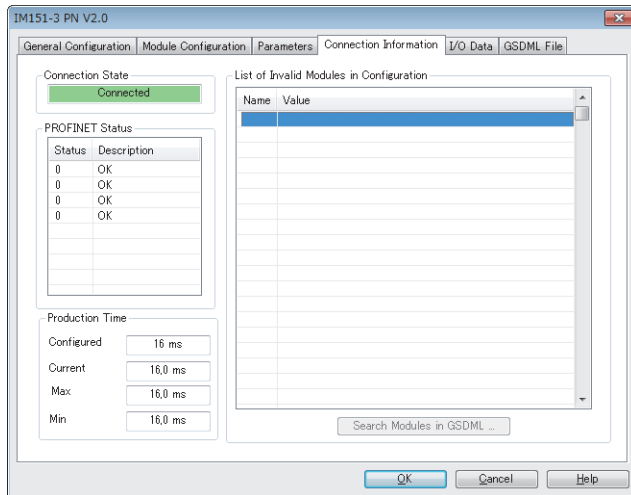 IM151-3 PN V2.0
General Configuration Module Configuration Parameters Connection Information I/O Data GSDML File
Connection State
Connected
PROFINET Status
Status Description
0 OK
0 OK
0 OK
0 OK
Production Time
Configured 16 ms
Current 16,0 ms
Max 16,0 ms
Min 16,0 ms
List of Invalid Modules in Configuration
Name Value
Search Modules in GSDML ...
OK Cancel Help